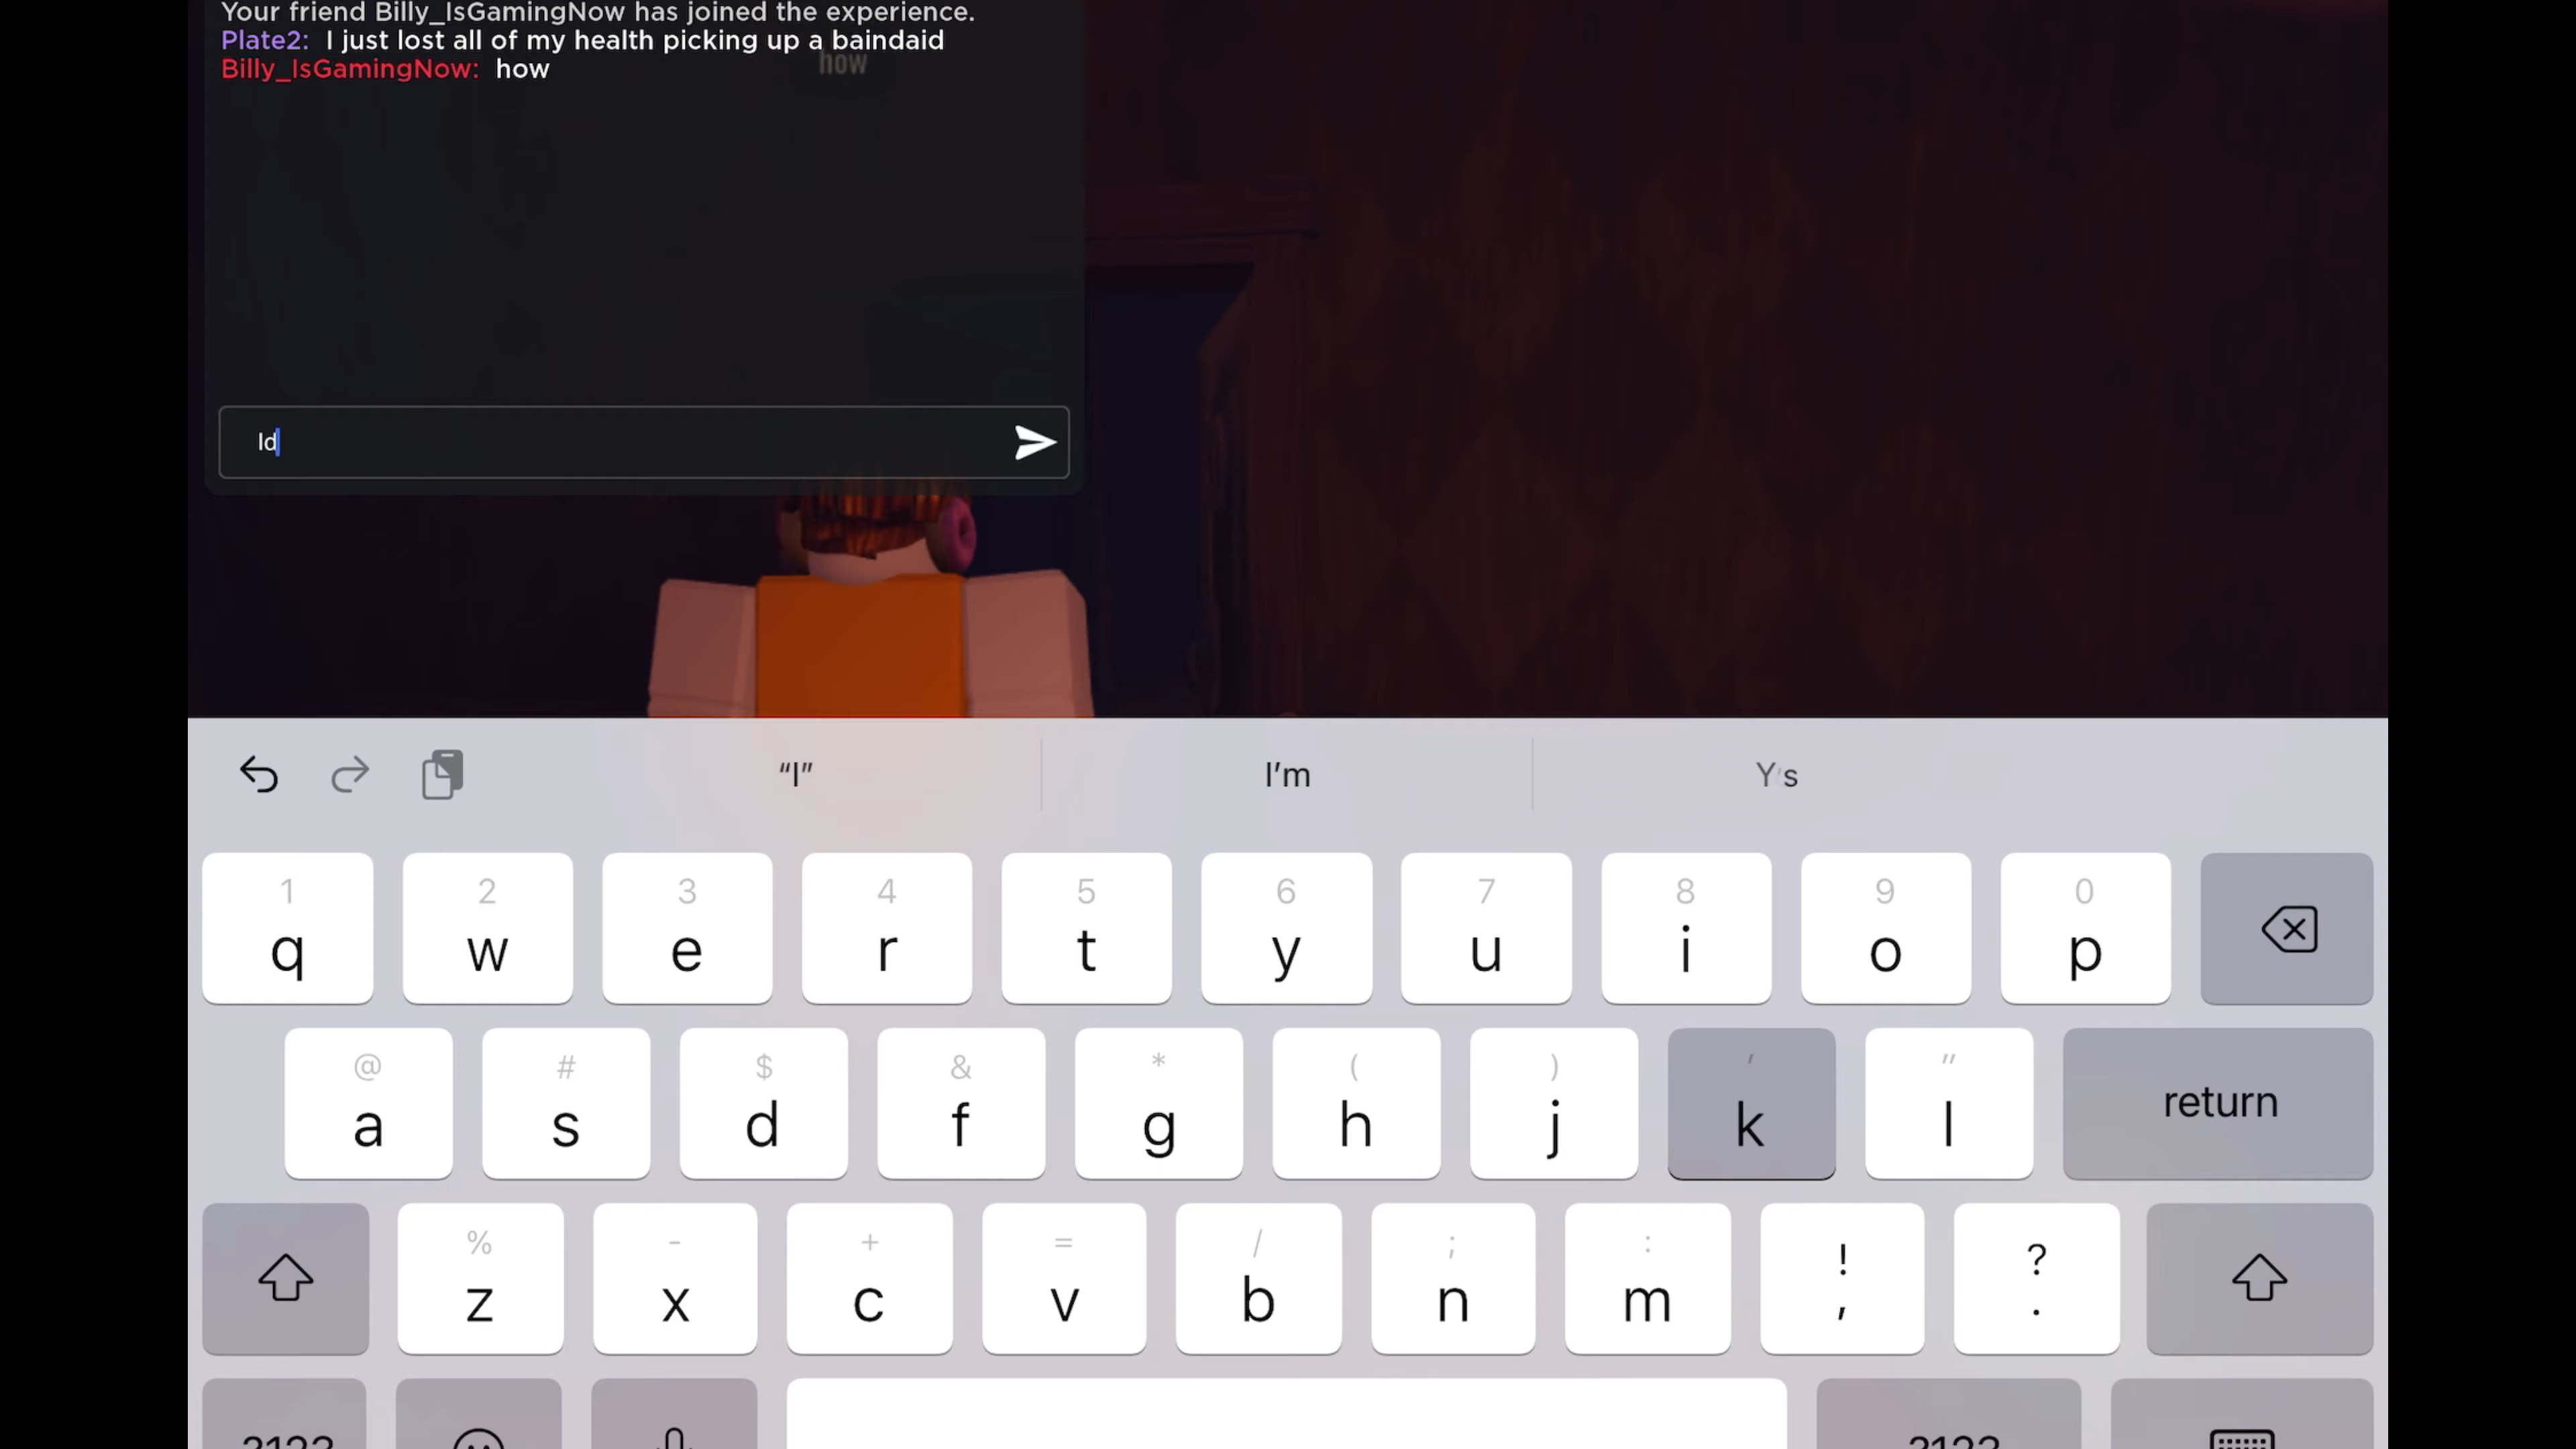 Your friend Billy_IsGamingNow has joined the experience.
Plate2: I just lost all of my health picking up a baindaid
Billy_IsGamingNow: how
how
Id
“I” I'm
1 2 3 4 5 6 7 8 9 0
q w e r t y u i o p
@ # $ & * ( ) ' "
a s d f g h j k l return
% - + = / ; : ! ?
z x c v b n m , .